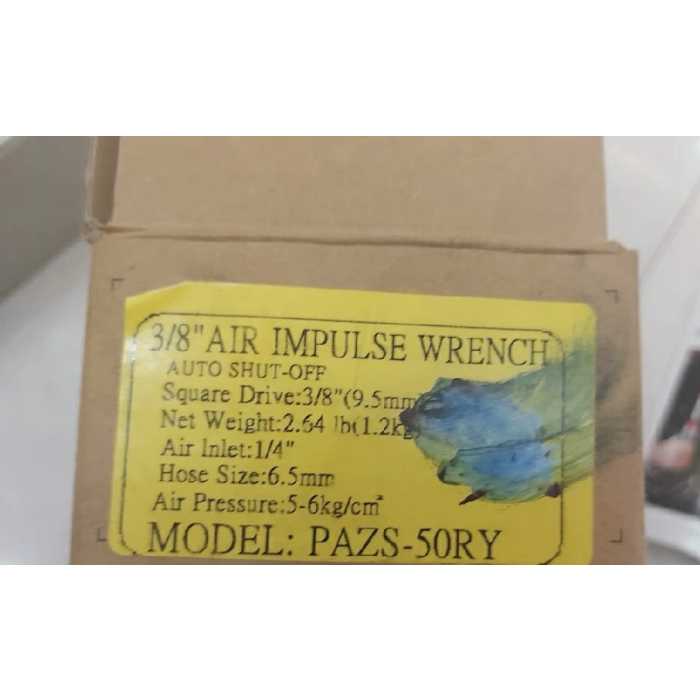 3/8"AIR IMPULSE WRENCH
AUTO SHUT-OFF
Square Drive:3/8"(9.5mm
Net Weight:2.64 lb(1.2kg
Air Inlet:1/4"
Hose Size:6.5mm
Air Pressure:5-6kg/cm²
MODEL: PAZS-50RY